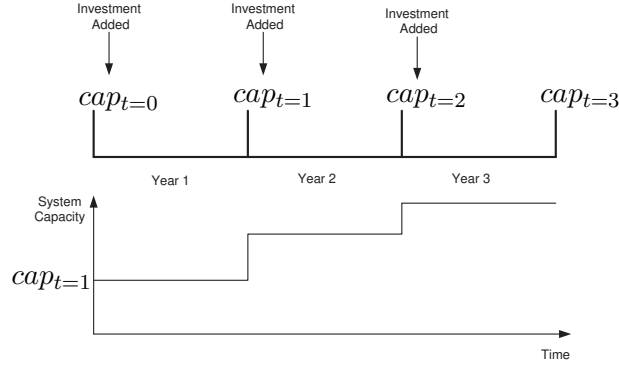 Investment
Added
Investment
Added
Investment
Added
cap_{t=0}
cap_{t=1}
cap_{t=2}
cap_{t=3}
Year 1
Year 2
Year 3
System
Capacity
cap_{t=1}
Time